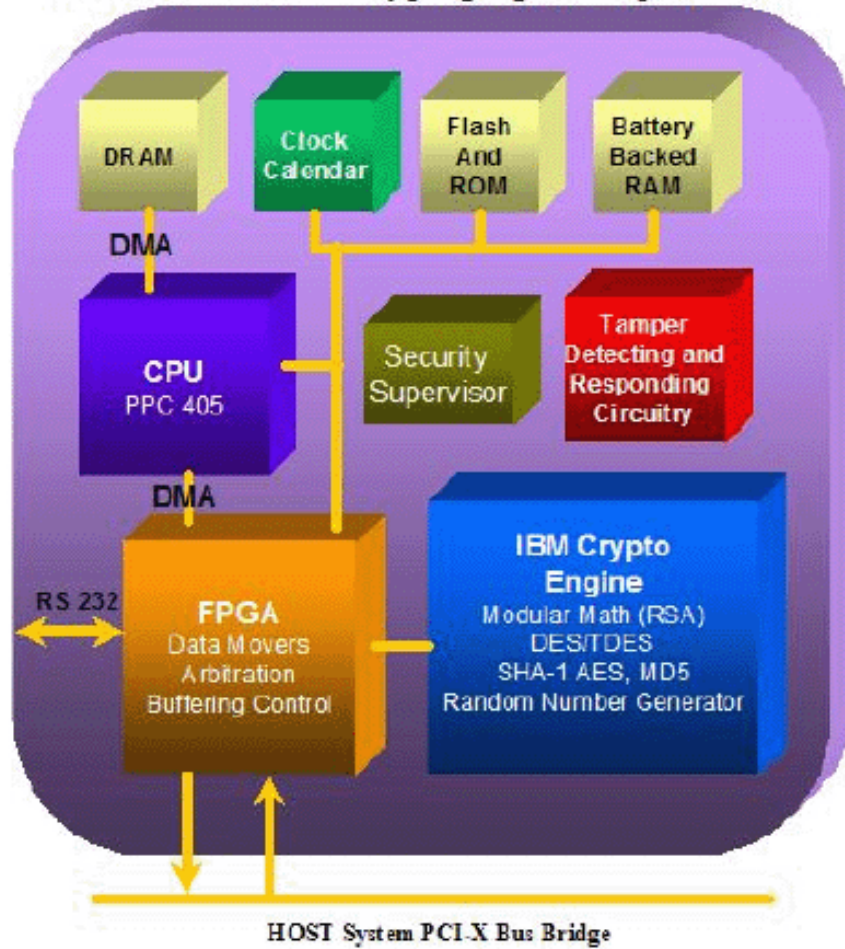 DRAM
Clock
Calendar
Flash
And
ROM
Battery
Backed
RAM
DMA
CPU
PPC 405
Security
Supervisor
Tamper
Detecting and
Responding
Circuitry
DMA
RS 232
FPGA
Data Movers
Arbitration
Buffering Control
IBM Crypto
Engine
Modular Math (RSA)
DES/TDES
SHA-1 AES, MD5
Random Number Generator
HOST System PCI-X Bus Bridge